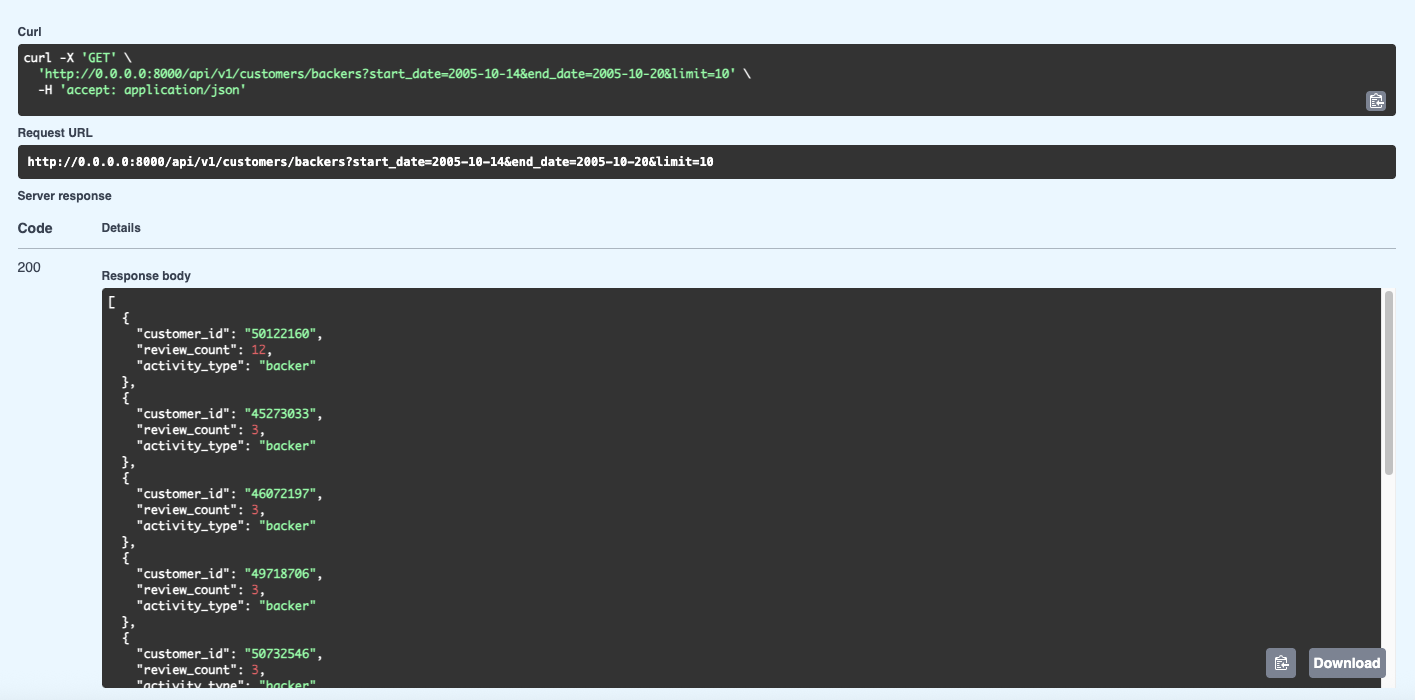 Curl
curl -X 'GET' \
  'http://0.0.0.0:8000/api/v1/customers/backers?start_date=2005-10-14&end_date=2005-10-20&limit=10' \
  -H 'accept: application/json'
Request URL
http://0.0.0.0:8000/api/v1/customers/backers?start_date=2005-10-14&end_date=2005-10-20&limit=10
Server response
Code Details
200
Response body
[
  {
    "customer_id": "50122160",
    "review_count": 12,
    "activity_type": "backer"
  },
  {
    "customer_id": "45273033",
    "review_count": 3,
    "activity_type": "backer"
  },
  {
    "customer_id": "46072197",
    "review_count": 3,
    "activity_type": "backer"
  },
  {
    "customer_id": "49718706",
    "review_count": 3,
    "activity_type": "backer"
  },
  {
    "customer_id": "50732546",
    "review_count": 3,
    "activity_type": "backer"
Download